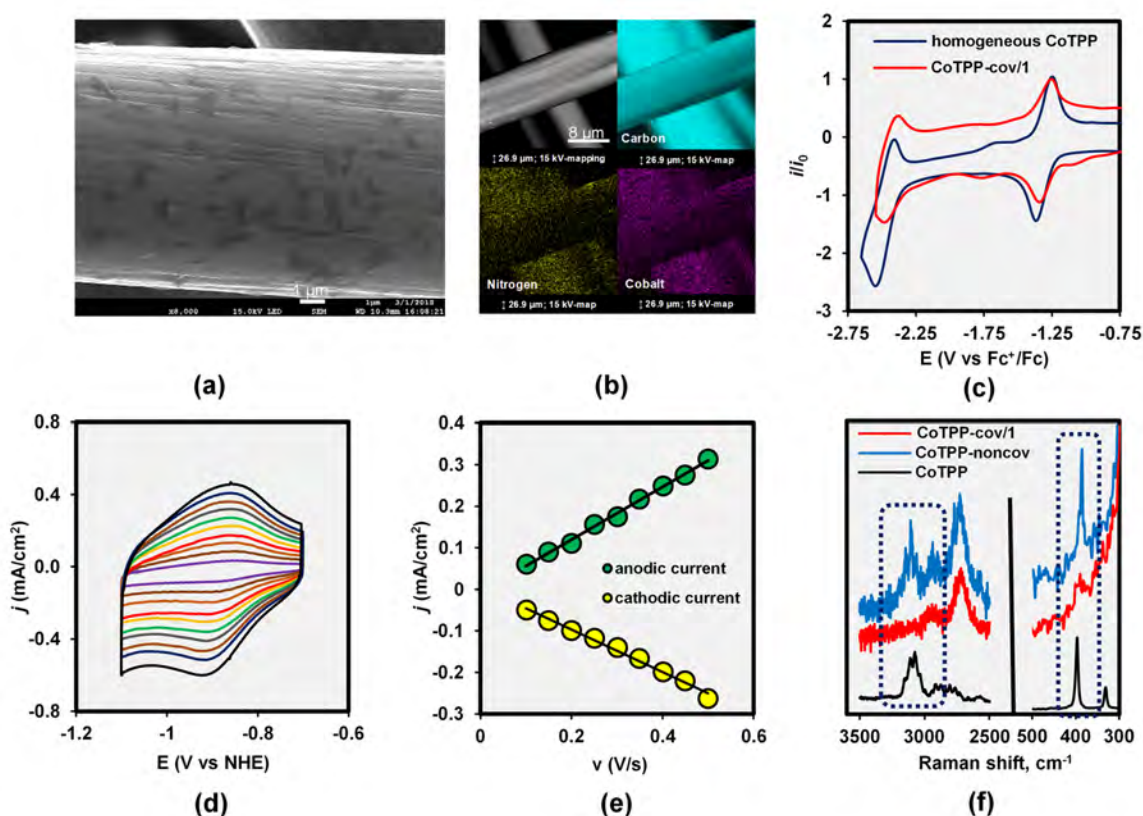 1 μm
1μm 3/1/2018
x8,000 15.0kV LED SEM WD 10.3mm 16:08:21
(a)
8 μm
Carbon
↕ 26.9 μm; 15 kV-mapping
↕ 26.9 μm; 15 kV-map
Nitrogen
Cobalt
↕ 26.9 μm; 15 kV-map
↕ 26.9 μm; 15 kV-map
(b)
homogeneous CoTPP
CoTPP-cov/1
i/i0
2
1
0
-1
-2
-3
-2.75 -2.25 -1.75 -1.25 -0.75
E (V vs Fc+/Fc)
(c)
j (mA/cm2)
0.8
0.4
0.0
-0.4
-0.8
-1.2 -1 -0.8 -0.6
E (V vs NHE)
(d)
j (mA/cm2)
0.4
0.3
0.2
0.1
0
-0.1
-0.2
-0.3
anodic current
cathodic current
0 0.2 0.4 0.6
v (V/s)
(e)
CoTPP-cov/1
CoTPP-noncov
CoTPP
3500 3000 2500 500 400 300
Raman shift, cm-1
(f)